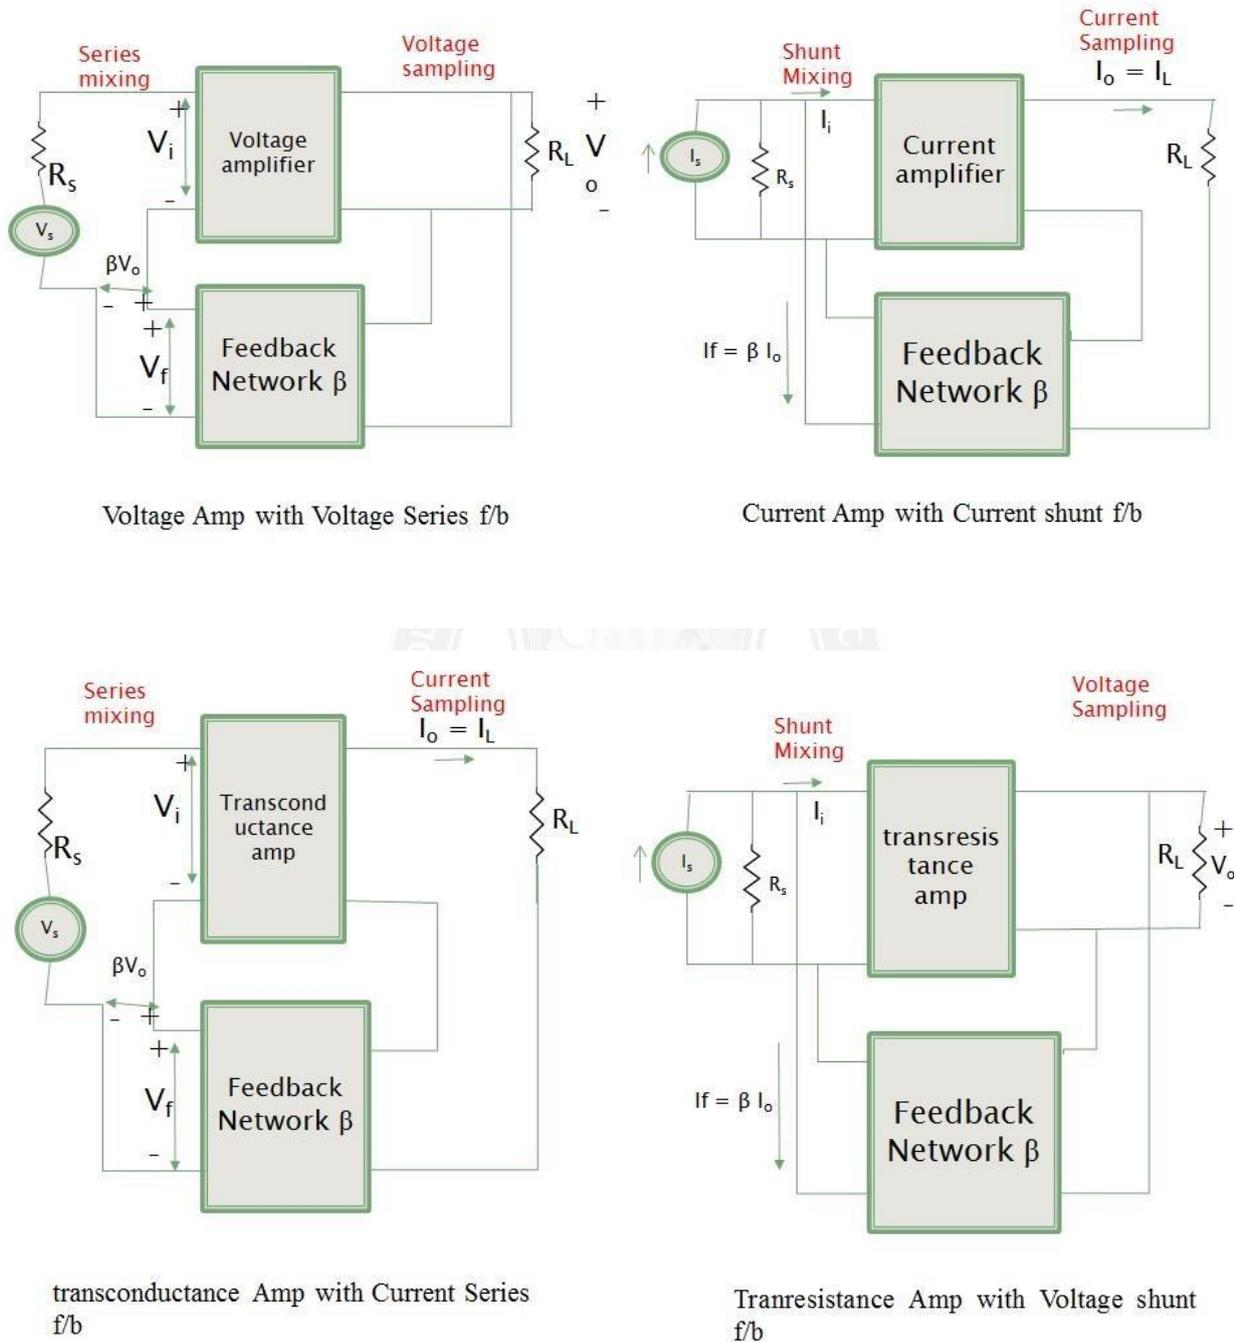 Series
mixing
Voltage
sampling
+
V
i
-
Voltage
amplifier
Rs
Vs
RL
+
V
o
-
βVo
- +
+
Vf
-
Feedback
Network β
Voltage Amp with Voltage Series f/b
Shunt
Mixing
Current
Sampling
Io = IL
Ii
Is
Rs
Current
amplifier
RL
If = β Io
Feedback
Network β
Current Amp with Current shunt f/b
Series
mixing
Current
Sampling
Io = IL
+
Vi
-
Transcond
uctance
amp
Rs
Vs
RL
βVo
- +
+
Vf
-
Feedback
Network β
transconductance Amp with Current Series
f/b
Shunt
Mixing
Voltage
Sampling
Ii
Is
Rs
transresis
tance
amp
RL
+
Vo
-
If = β Io
Feedback
Network β
Tranresistance Amp with Voltage shunt
f/b